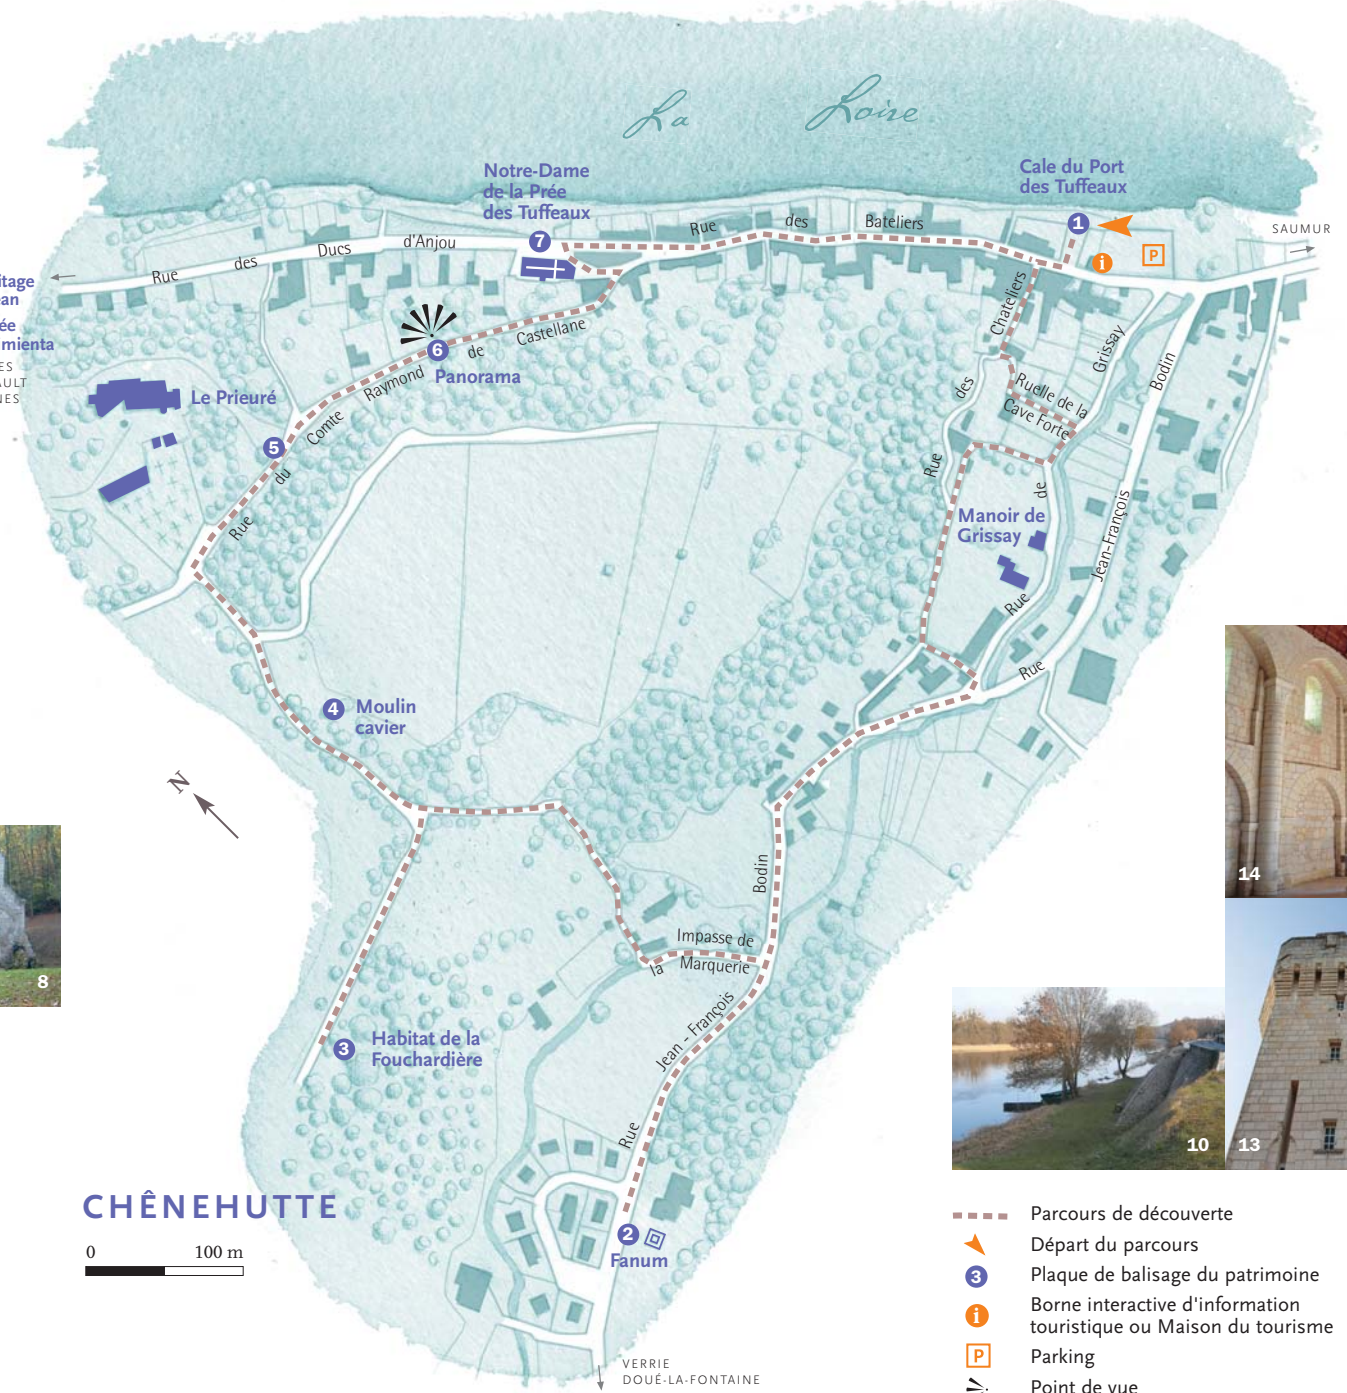 La Loire
Notre-Dame
de la Prée
des Tuffeaux
7
Cale du Port
des Tuffeaux
1
P
i
SAUMUR
Rue des Ducs d'Anjou
Rue des Bateliers
6
Panorama
Rue du Comte Raymond de Castellane
Le Prieuré
5
Rue des Chateliers
Ruelle de la
Cave Forte
Rue de Grissay
Rue Jean-François Bodin
Manoir de
Grissay
4
Moulin
cavier
N
8
14
Impasse de
la Marquerie
Rue Jean - François Bodin
3
Habitat de la
Fouchardière
10
13
2
Fanum
CHÊNEHUTTE
0 100 m
VERRIE
DOUÉ-LA-FONTAINE
Parcours de découverte
Départ du parcours
3 Plaque de balisage du patrimoine
i Borne interactive d'information
touristique ou Maison du tourisme
P Parking
Point de vue